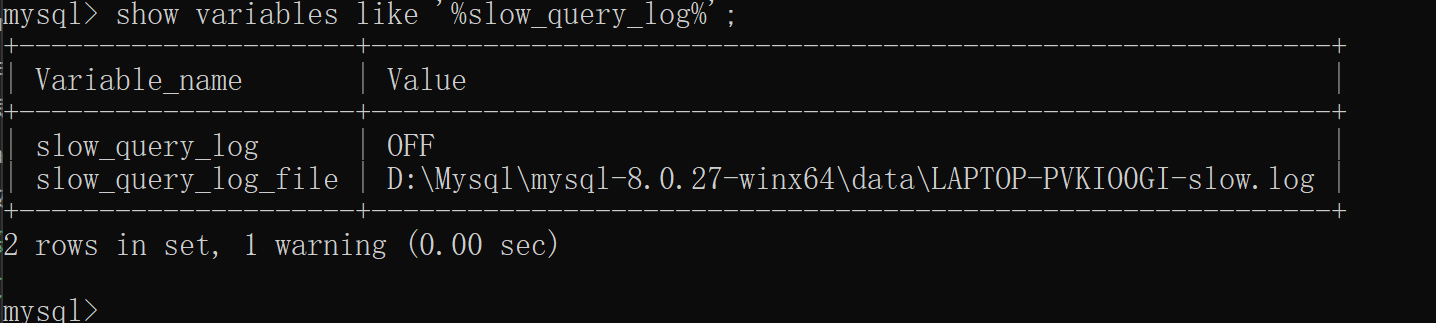 mysql> show variables like '%slow_query_log%';
+---------------------+------------------------------------------------------------+
| Variable_name       | Value                                                      |
+---------------------+------------------------------------------------------------+
| slow_query_log      | OFF                                                        |
| slow_query_log_file | D:\Mysql\mysql-8.0.27-winx64\data\LAPTOP-PVKIOOGI-slow.log |
+---------------------+------------------------------------------------------------+
2 rows in set, 1 warning (0.00 sec)
mysql>